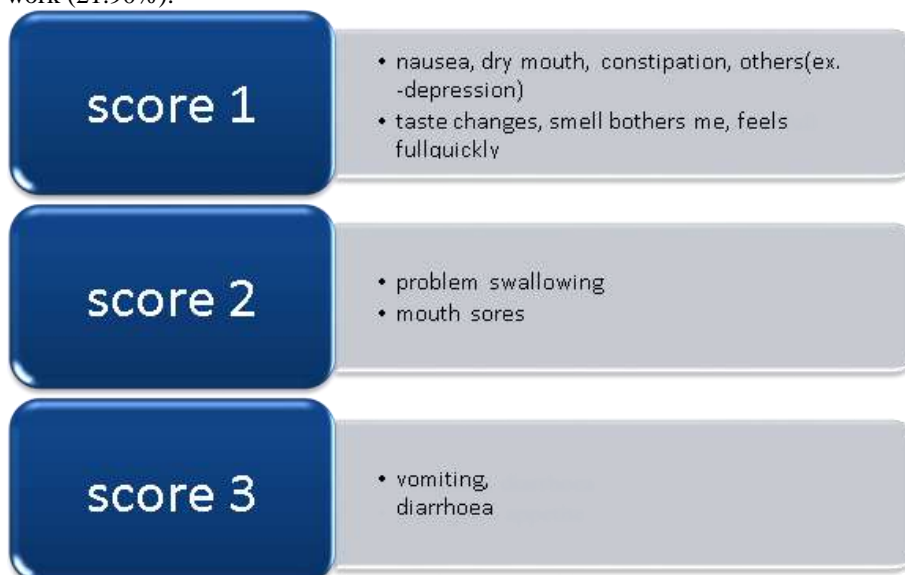 score 1
• nausea, dry mouth, constipation, others(ex.
-depression)
• taste changes, smell bothers me, feels
fullquickly
score 2
• problem swallowing
• mouth sores
score 3
• vomiting,
diarrhoea